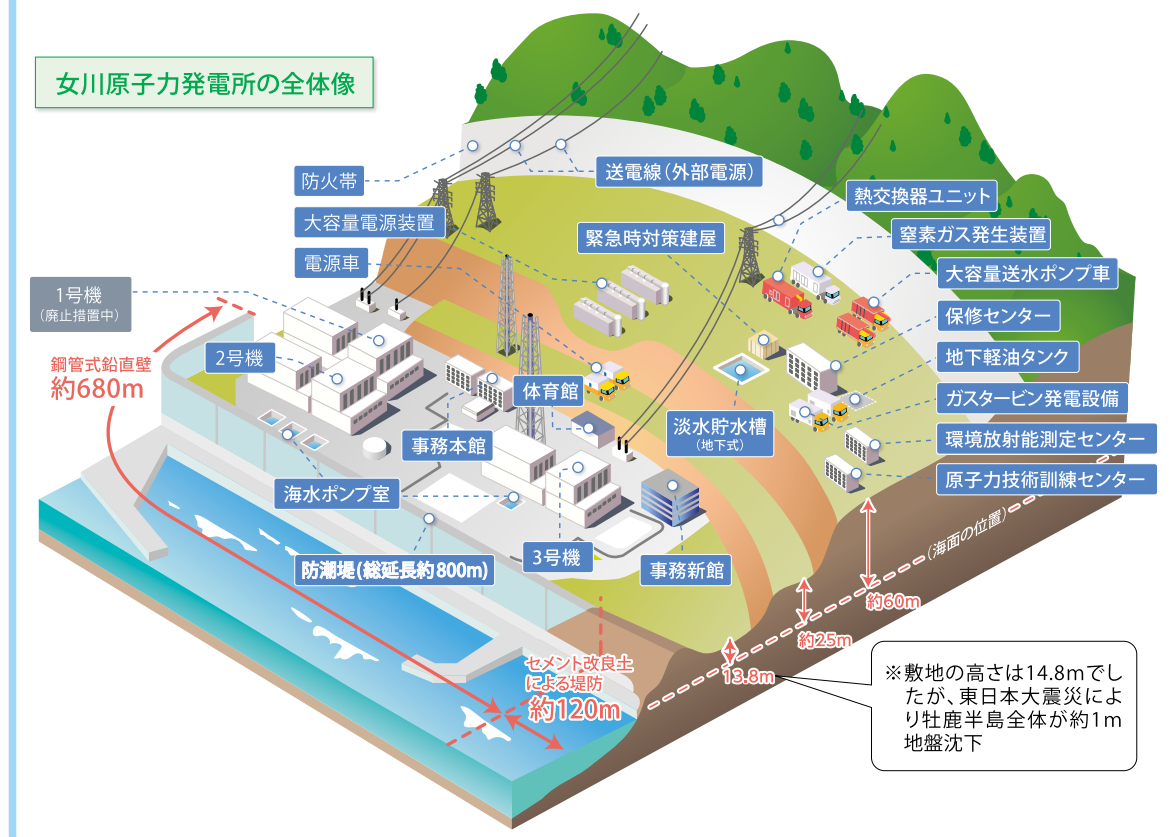 女川原子力発電所の全体像
防火帯
送電線(外部電源)
熱交換器ユニット
大容量電源装置
緊急時対策建屋
窒素ガス発生装置
電源車
大容量送水ポンプ車
1号機
(廃止措置中)
保修センター
2号機
地下軽油タンク
鋼管式鉛直壁
約680m
体育館
ガスタービン発電設備
事務本館
淡水貯水槽
(地下式)
環境放射能測定センター
原子力技術訓練センター
海水ポンプ室
防潮堤(総延長約800m)
3号機
事務新館
(海面の位置)
約60m
約25m
13.8m
セメント改良土
による堤防
約120m
※敷地の高さは14.8mでし
たが、東日本大震災によ
り牡鹿半島全体が約1m
地盤沈下